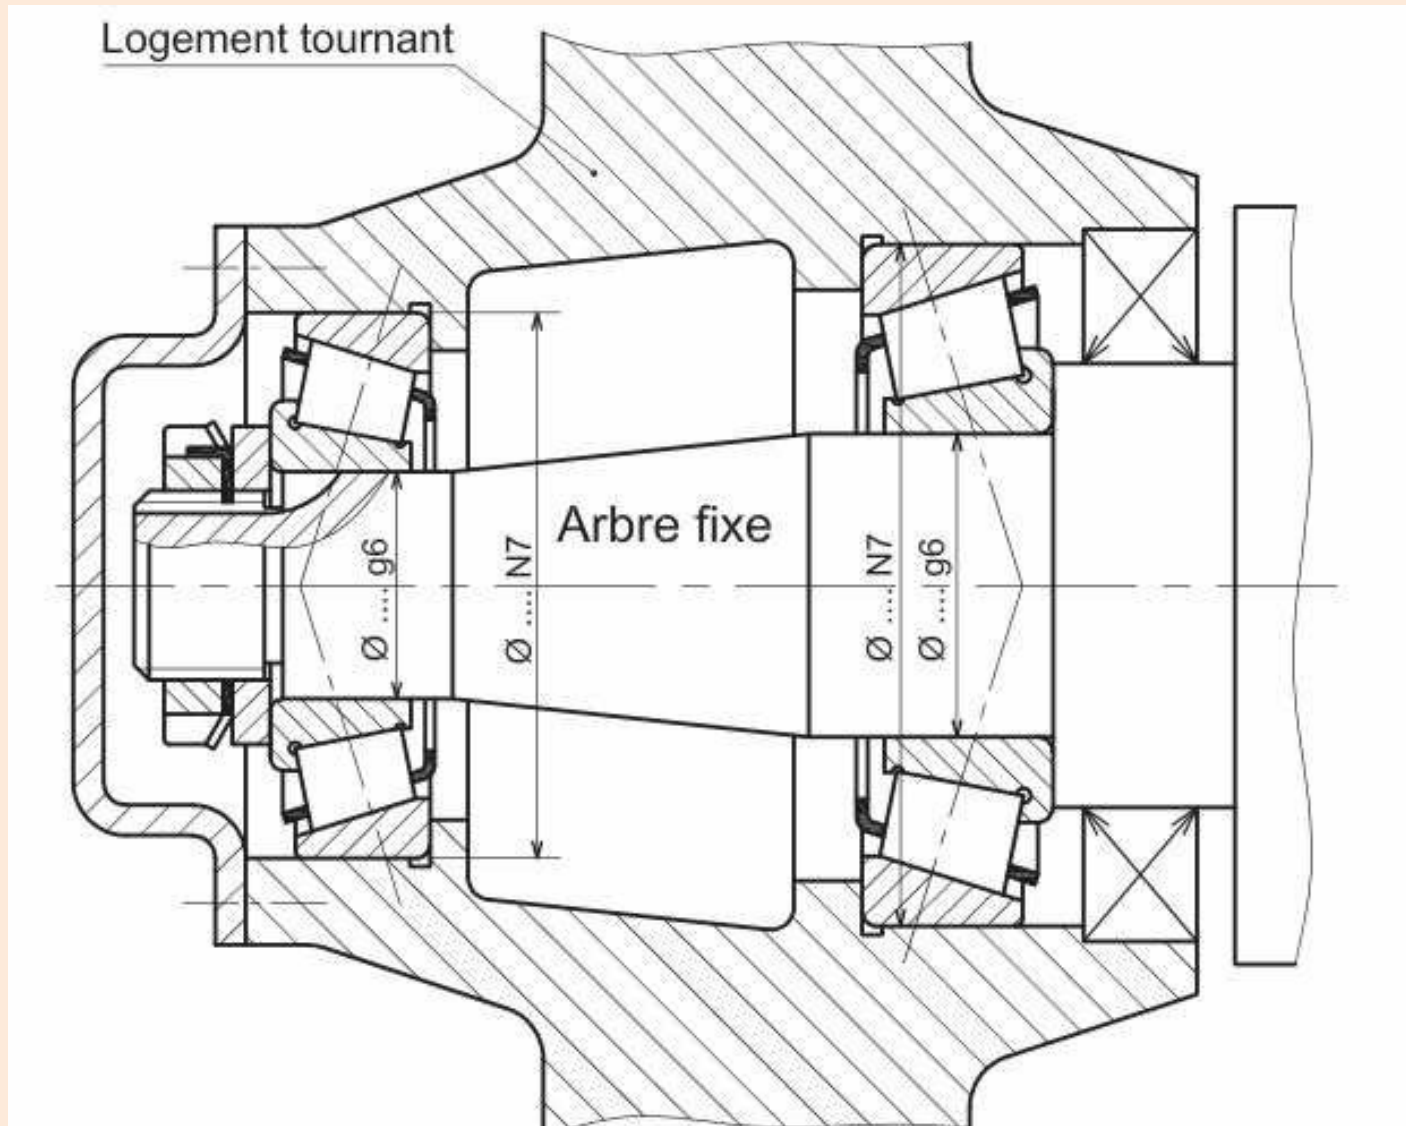 Logement tournant
Arbre fixe
Ø .... g6
Ø ..... N7
Ø ..... N7
Ø .... g6